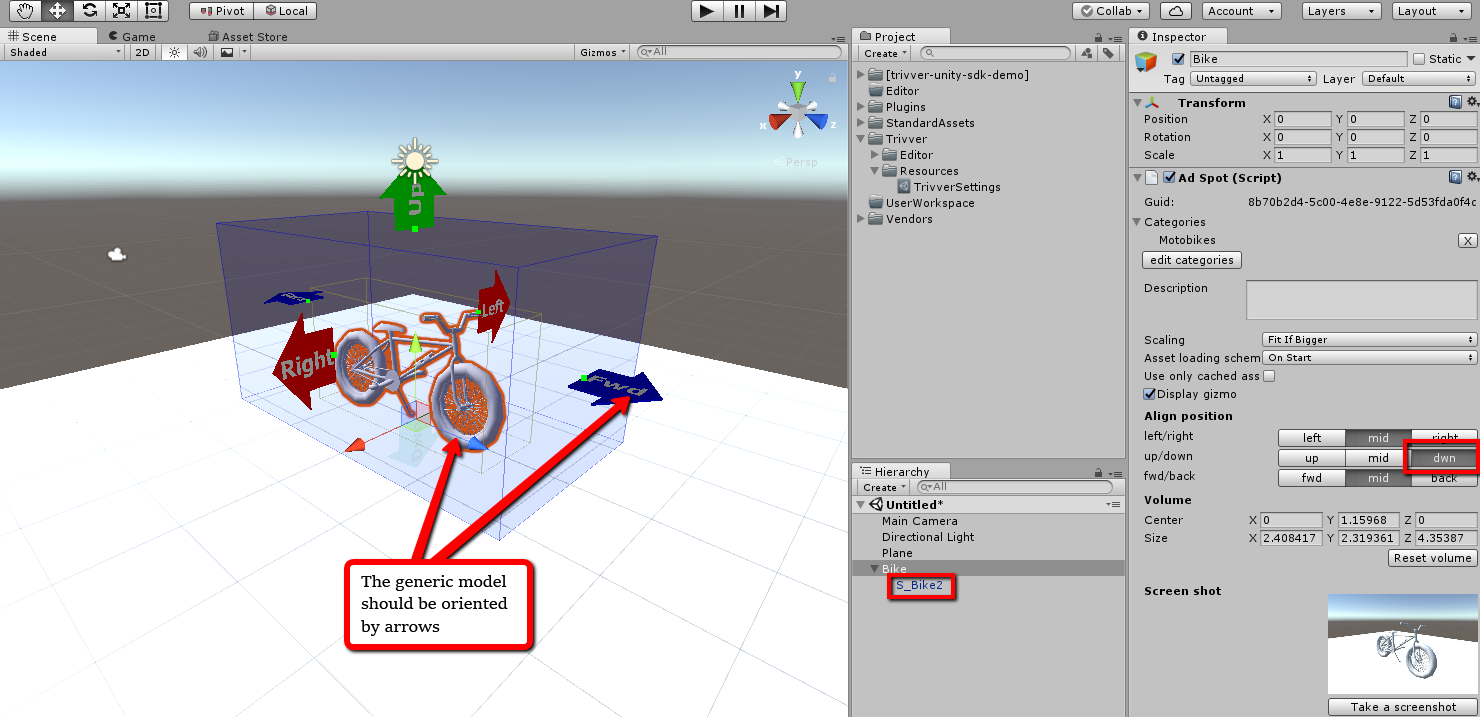 Pivot Local Collab Account Layers Layout
Scene Game Asset Store
Shaded 2D Gizmos All
y
x z
Persp
Up
Left
Right
Fwd
The generic model
should be oriented
by arrows
Project
Create
[trivver-unity-sdk-demo]
Editor
Plugins
StandardAssets
Trivver
Editor
Resources
TrivverSettings
UserWorkspace
Vendors
Hierarchy
Create All
Untitled*
Main Camera
Directional Light
Plane
Bike
S_Bike2
Inspector
Bike Static
Tag Untagged Layer Default
Transform
Position X 0 Y 0 Z 0
Rotation X 0 Y 0 Z 0
Scale X 1 Y 1 Z 1
Ad Spot (Script)
Guid: 8b70b2d4-5c00-4e8e-9122-5d53fda0f4c
Categories
Motobikes X
edit categories
Description
Scaling Fit If Bigger
Asset loading schem On Start
Use only cached ass
Display gizmo
Align position
left/right left mid right
up/down up mid dwn
fwd/back fwd mid back
Volume
Center X 0 Y 1.15968 Z 0
Size X 2.408417 Y 2.319361 Z 4.35387
Reset volume
Screen shot
Take a screenshot